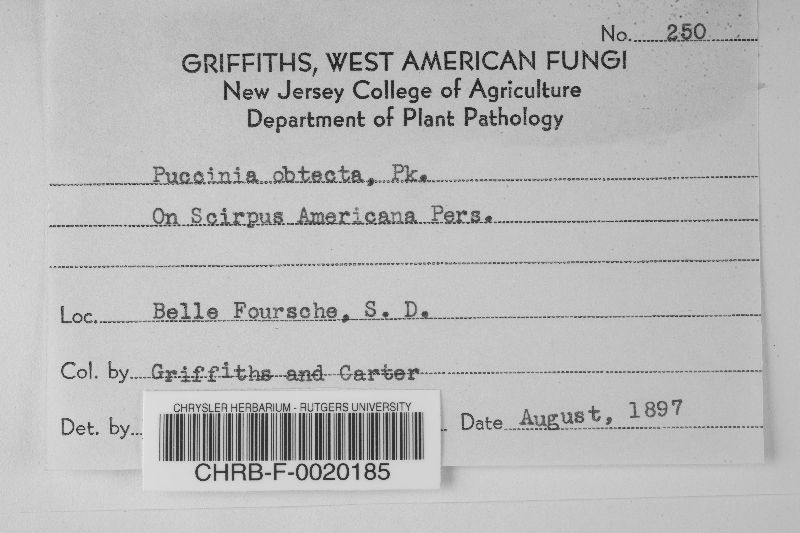 No. 250
GRIFFITHS, WEST AMERICAN FUNGI
New Jersey College of Agriculture
Department of Plant Pathology
Puccinia obtecta, Pk.
On Scirpus Americana Pers.
Loc. Belle Foursche, S. D.
Col. by Griffiths and Carter
Det. by Date August, 1897
CHRYSLER HERBARIUM - RUTGERS UNIVERSITY
CHRB-F-0020185